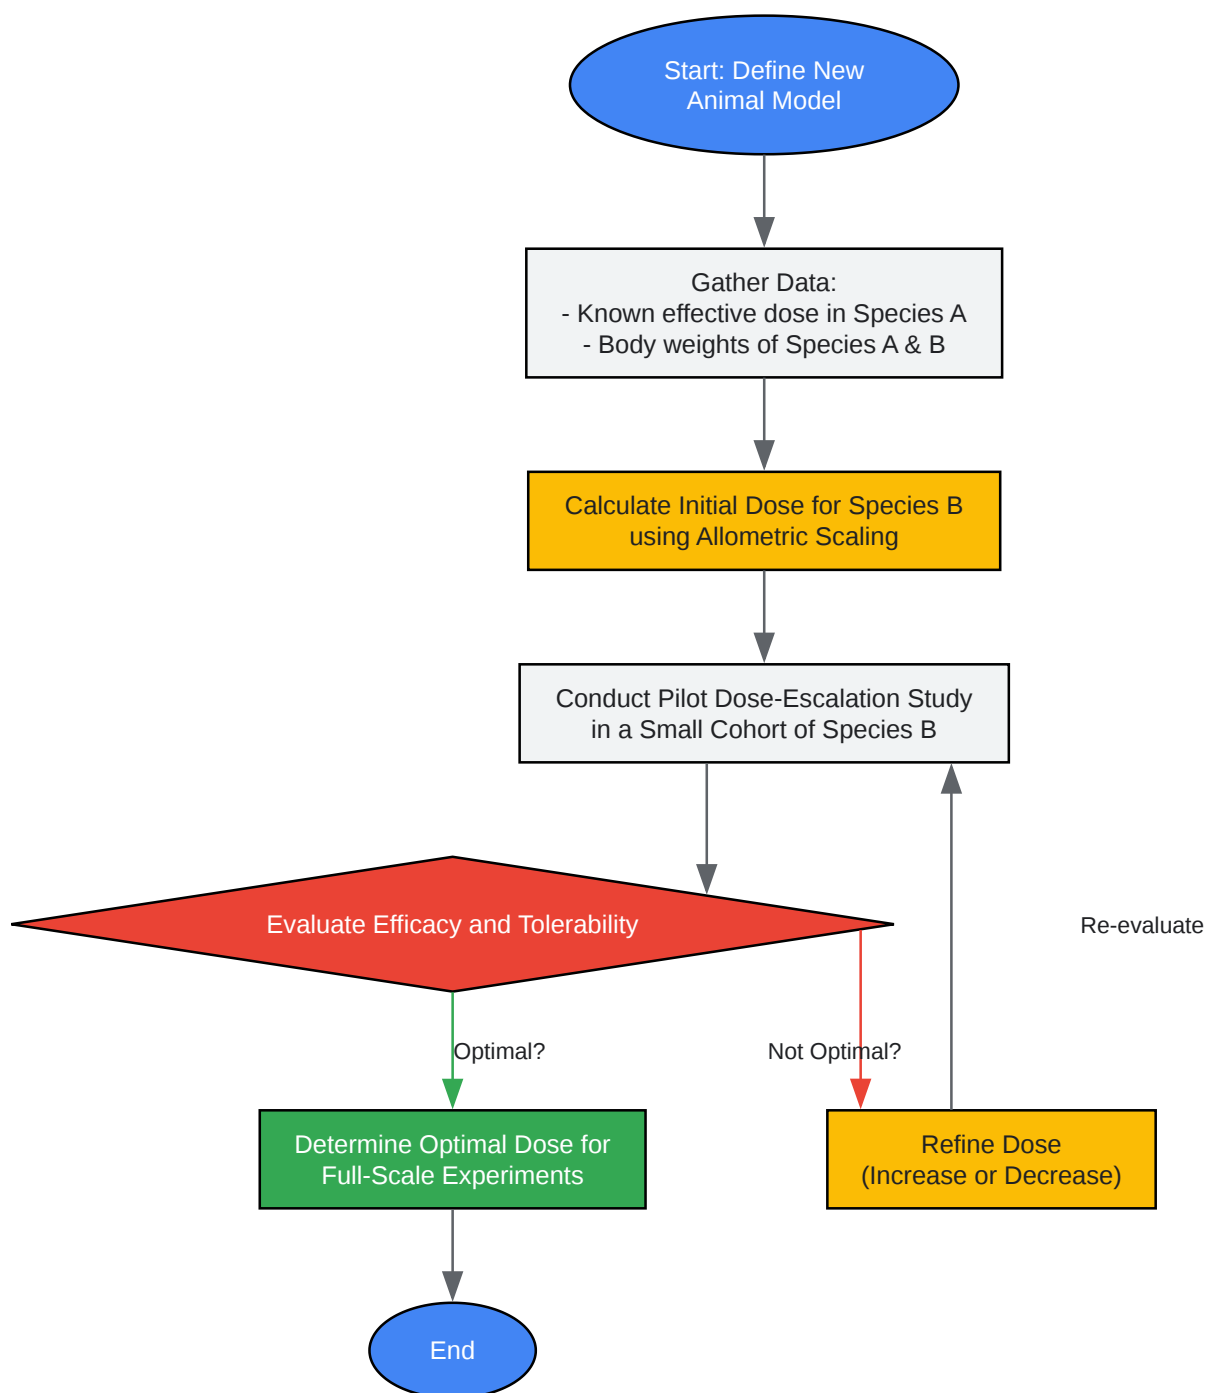 Start: Define New
Animal Model
Gather Data:
- Known effective dose in Species A
- Body weights of Species A & B
Calculate Initial Dose for Species B
using Allometric Scaling
Conduct Pilot Dose-Escalation Study
in a Small Cohort of Species B
Evaluate Efficacy and Tolerability
Re-evaluate
Optimal?
Not Optimal?
Determine Optimal Dose for
Full-Scale Experiments
Refine Dose
(Increase or Decrease)
End